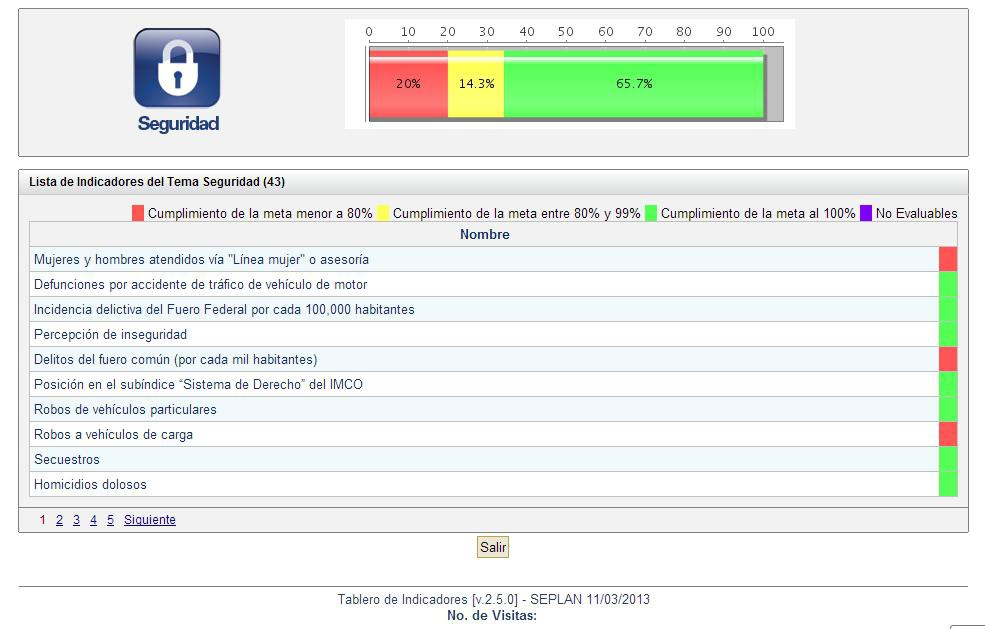 0 10 20 30 40 50 60 70 80 90 100
20% 14.3% 65.7%
Seguridad
Lista de Indicadores del Tema Seguridad (43)
Cumplimiento de la meta menor a 80% Cumplimiento de la meta entre 80% y 99% Cumplimiento de la meta al 100% No Evaluables
Nombre
Mujeres y hombres atendidos vía "Línea mujer" o asesoría
Defunciones por accidente de tráfico de vehículo de motor
Incidencia delictiva del Fuero Federal por cada 100,000 habitantes
Percepción de inseguridad
Delitos del fuero común (por cada mil habitantes)
Posición en el subíndice “Sistema de Derecho” del IMCO
Robos de vehículos particulares
Robos a vehículos de carga
Secuestros
Homicidios dolosos
1 2 3 4 5 Siguiente
Salir
Tablero de Indicadores [v.2.5.0] - SEPLAN 11/03/2013
No. de Visitas: